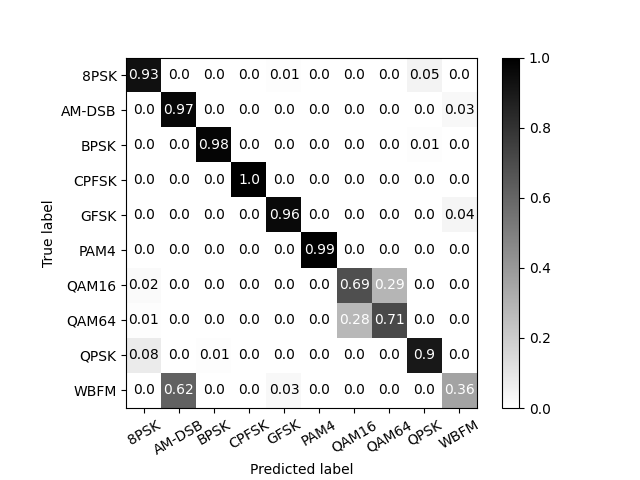 8PSK 0.93 0.0 0.0 0.0 0.01 0.0 0.0 0.0 0.05 0.0
AM-DSB 0.0 0.97 0.0 0.0 0.0 0.0 0.0 0.0 0.0 0.03
BPSK 0.0 0.0 0.98 0.0 0.0 0.0 0.0 0.0 0.01 0.0
CPFSK 0.0 0.0 0.0 1.0 0.0 0.0 0.0 0.0 0.0 0.0
GFSK 0.0 0.0 0.0 0.0 0.96 0.0 0.0 0.0 0.0 0.04
PAM4 0.0 0.0 0.0 0.0 0.0 0.99 0.0 0.0 0.0 0.0
QAM16 0.02 0.0 0.0 0.0 0.0 0.0 0.69 0.29 0.0 0.0
QAM64 0.01 0.0 0.0 0.0 0.0 0.0 0.28 0.71 0.0 0.0
QPSK 0.08 0.0 0.01 0.0 0.0 0.0 0.0 0.0 0.9 0.0
WBFM 0.0 0.62 0.0 0.0 0.03 0.0 0.0 0.0 0.0 0.36
8PSK AM-DSB BPSK CPFSK GFSK PAM4 QAM16 QAM64 QPSK WBFM
Predicted label
True label
1.0
0.8
0.6
0.4
0.2
0.0